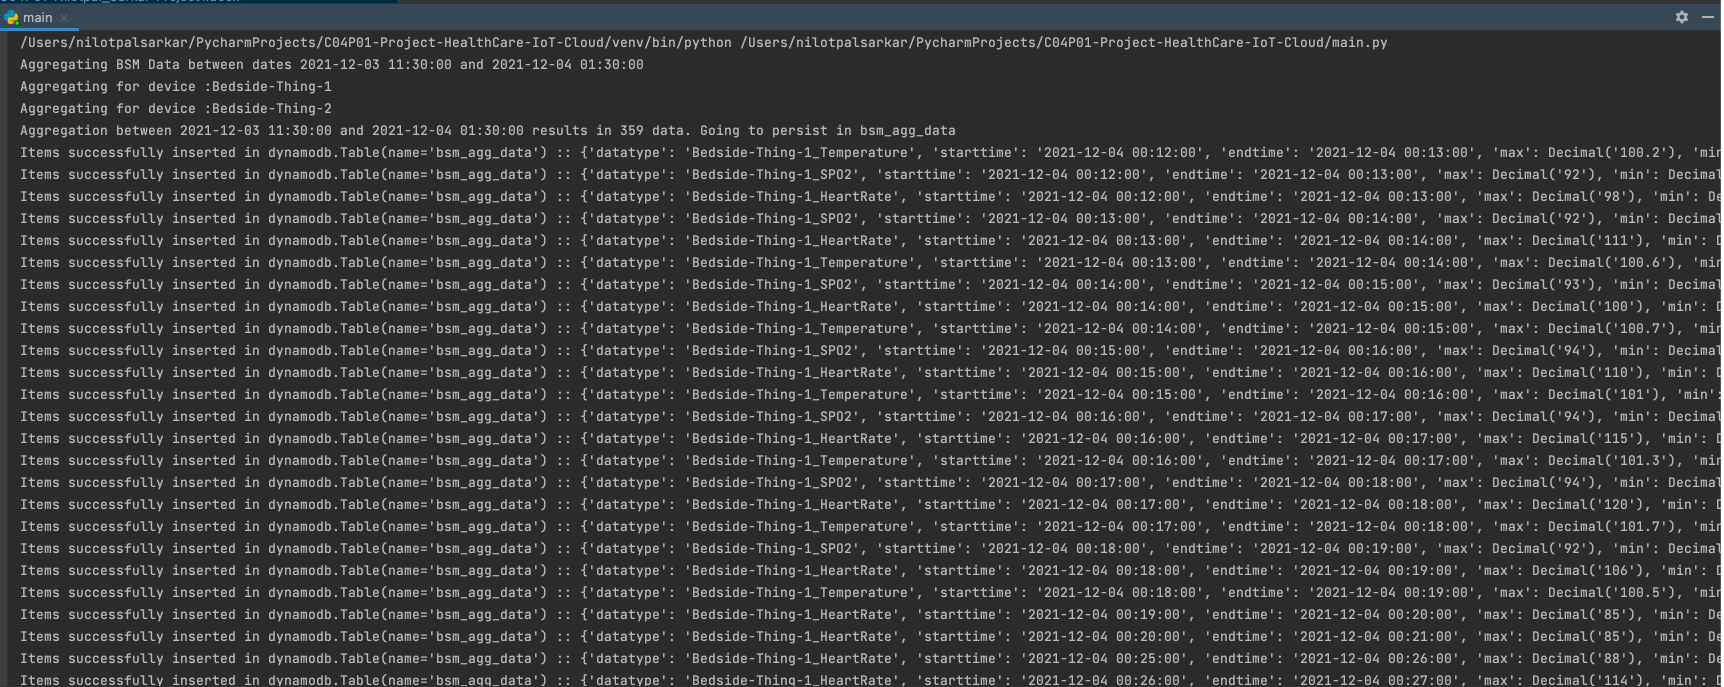 main
/Users/nilotpalsarkar/PycharmProjects/C04P01-Project-HealthCare-IoT-Cloud/venv/bin/python /Users/nilotpalsarkar/PycharmProjects/C04P01-Project-HealthCare-IoT-Cloud/main.py
Aggregating BSM Data between dates 2021-12-03 11:30:00 and 2021-12-04 01:30:00
Aggregating for device :Bedside-Thing-1
Aggregating for device :Bedside-Thing-2
Aggregation between 2021-12-03 11:30:00 and 2021-12-04 01:30:00 results in 359 data. Going to persist in bsm_agg_data
Items successfully inserted in dynamodb.Table(name='bsm_agg_data') :: {'datatype': 'Bedside-Thing-1_Temperature', 'starttime': '2021-12-04 00:12:00', 'endtime': '2021-12-04 00:13:00', 'max': Decimal('100.2'), 'min
Items successfully inserted in dynamodb.Table(name='bsm_agg_data') :: {'datatype': 'Bedside-Thing-1_SPO2', 'starttime': '2021-12-04 00:12:00', 'endtime': '2021-12-04 00:13:00', 'max': Decimal('92'), 'min': Decimal
Items successfully inserted in dynamodb.Table(name='bsm_agg_data') :: {'datatype': 'Bedside-Thing-1_HeartRate', 'starttime': '2021-12-04 00:12:00', 'endtime': '2021-12-04 00:13:00', 'max': Decimal('98'), 'min': De
Items successfully inserted in dynamodb.Table(name='bsm_agg_data') :: {'datatype': 'Bedside-Thing-1_SPO2', 'starttime': '2021-12-04 00:13:00', 'endtime': '2021-12-04 00:14:00', 'max': Decimal('92'), 'min': Decimal
Items successfully inserted in dynamodb.Table(name='bsm_agg_data') :: {'datatype': 'Bedside-Thing-1_HeartRate', 'starttime': '2021-12-04 00:13:00', 'endtime': '2021-12-04 00:14:00', 'max': Decimal('111'), 'min': D
Items successfully inserted in dynamodb.Table(name='bsm_agg_data') :: {'datatype': 'Bedside-Thing-1_Temperature', 'starttime': '2021-12-04 00:13:00', 'endtime': '2021-12-04 00:14:00', 'max': Decimal('100.6'), 'min
Items successfully inserted in dynamodb.Table(name='bsm_agg_data') :: {'datatype': 'Bedside-Thing-1_SPO2', 'starttime': '2021-12-04 00:14:00', 'endtime': '2021-12-04 00:15:00', 'max': Decimal('93'), 'min': Decimal
Items successfully inserted in dynamodb.Table(name='bsm_agg_data') :: {'datatype': 'Bedside-Thing-1_HeartRate', 'starttime': '2021-12-04 00:14:00', 'endtime': '2021-12-04 00:15:00', 'max': Decimal('100'), 'min': D
Items successfully inserted in dynamodb.Table(name='bsm_agg_data') :: {'datatype': 'Bedside-Thing-1_Temperature', 'starttime': '2021-12-04 00:14:00', 'endtime': '2021-12-04 00:15:00', 'max': Decimal('100.7'), 'min
Items successfully inserted in dynamodb.Table(name='bsm_agg_data') :: {'datatype': 'Bedside-Thing-1_SPO2', 'starttime': '2021-12-04 00:15:00', 'endtime': '2021-12-04 00:16:00', 'max': Decimal('94'), 'min': Decimal
Items successfully inserted in dynamodb.Table(name='bsm_agg_data') :: {'datatype': 'Bedside-Thing-1_HeartRate', 'starttime': '2021-12-04 00:15:00', 'endtime': '2021-12-04 00:16:00', 'max': Decimal('110'), 'min': D
Items successfully inserted in dynamodb.Table(name='bsm_agg_data') :: {'datatype': 'Bedside-Thing-1_Temperature', 'starttime': '2021-12-04 00:15:00', 'endtime': '2021-12-04 00:16:00', 'max': Decimal('101'), 'min':
Items successfully inserted in dynamodb.Table(name='bsm_agg_data') :: {'datatype': 'Bedside-Thing-1_SPO2', 'starttime': '2021-12-04 00:16:00', 'endtime': '2021-12-04 00:17:00', 'max': Decimal('94'), 'min': Decimal
Items successfully inserted in dynamodb.Table(name='bsm_agg_data') :: {'datatype': 'Bedside-Thing-1_HeartRate', 'starttime': '2021-12-04 00:16:00', 'endtime': '2021-12-04 00:17:00', 'max': Decimal('115'), 'min': D
Items successfully inserted in dynamodb.Table(name='bsm_agg_data') :: {'datatype': 'Bedside-Thing-1_Temperature', 'starttime': '2021-12-04 00:16:00', 'endtime': '2021-12-04 00:17:00', 'max': Decimal('101.3'), 'min
Items successfully inserted in dynamodb.Table(name='bsm_agg_data') :: {'datatype': 'Bedside-Thing-1_SPO2', 'starttime': '2021-12-04 00:17:00', 'endtime': '2021-12-04 00:18:00', 'max': Decimal('94'), 'min': Decimal
Items successfully inserted in dynamodb.Table(name='bsm_agg_data') :: {'datatype': 'Bedside-Thing-1_HeartRate', 'starttime': '2021-12-04 00:17:00', 'endtime': '2021-12-04 00:18:00', 'max': Decimal('120'), 'min': D
Items successfully inserted in dynamodb.Table(name='bsm_agg_data') :: {'datatype': 'Bedside-Thing-1_Temperature', 'starttime': '2021-12-04 00:17:00', 'endtime': '2021-12-04 00:18:00', 'max': Decimal('101.7'), 'min
Items successfully inserted in dynamodb.Table(name='bsm_agg_data') :: {'datatype': 'Bedside-Thing-1_SPO2', 'starttime': '2021-12-04 00:18:00', 'endtime': '2021-12-04 00:19:00', 'max': Decimal('92'), 'min': Decimal
Items successfully inserted in dynamodb.Table(name='bsm_agg_data') :: {'datatype': 'Bedside-Thing-1_HeartRate', 'starttime': '2021-12-04 00:18:00', 'endtime': '2021-12-04 00:19:00', 'max': Decimal('106'), 'min': D
Items successfully inserted in dynamodb.Table(name='bsm_agg_data') :: {'datatype': 'Bedside-Thing-1_Temperature', 'starttime': '2021-12-04 00:18:00', 'endtime': '2021-12-04 00:19:00', 'max': Decimal('100.5'), 'min
Items successfully inserted in dynamodb.Table(name='bsm_agg_data') :: {'datatype': 'Bedside-Thing-1_HeartRate', 'starttime': '2021-12-04 00:19:00', 'endtime': '2021-12-04 00:20:00', 'max': Decimal('85'), 'min': De
Items successfully inserted in dynamodb.Table(name='bsm_agg_data') :: {'datatype': 'Bedside-Thing-1_HeartRate', 'starttime': '2021-12-04 00:20:00', 'endtime': '2021-12-04 00:21:00', 'max': Decimal('85'), 'min': De
Items successfully inserted in dynamodb.Table(name='bsm_agg_data') :: {'datatype': 'Bedside-Thing-1_HeartRate', 'starttime': '2021-12-04 00:25:00', 'endtime': '2021-12-04 00:26:00', 'max': Decimal('88'), 'min': De
Items successfully inserted in dynamodb.Table(name='bsm_agg_data') :: {'datatype': 'Bedside-Thing-1_HeartRate', 'starttime': '2021-12-04 00:26:00', 'endtime': '2021-12-04 00:27:00', 'max': Decimal('114'), 'min': D